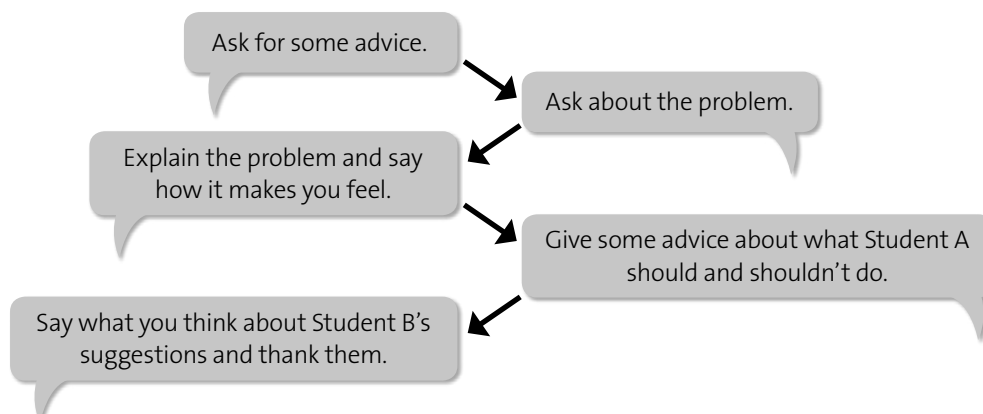 Ask for some advice.
Ask about the problem.
Explain the problem and say
how it makes you feel.
Give some advice about what Student A
should and shouldn’t do.
Say what you think about Student B’s
suggestions and thank them.